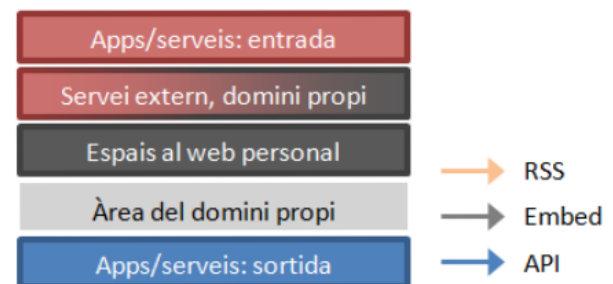 Apps/serveis: entrada
Servei extern, domini propi
Espais al web personal
Àrea del domini propi
Apps/serveis: sortida
RSS
Embed
API